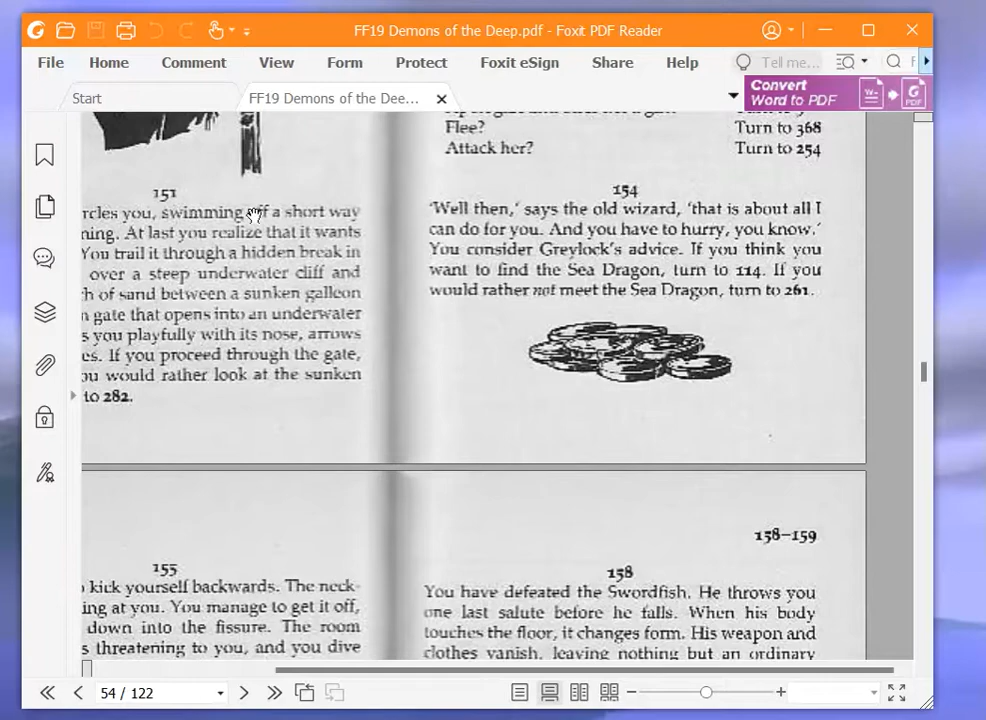 FF19 Demons of the Deep.pdf - Foxit PDF Reader
File Home Comment View Form Protect Foxit eSign Share Help Tell me... F
Start
FF19 Demons of the Dee...
Convert
Word to PDF
Flee? Turn to 368
Attack her? Turn to 254
151
rcles you, swimming off a short way
ning. At last you realize that it wants
You trail it through a hidden break in
over a steep underwater cliff and
h of sand between a sunken galleon
n gate that opens into an underwater
s you playfully with its nose, arrows
es. If you proceed through the gate,
ou would rather look at the sunken
to 282.
154
'Well then,' says the old wizard, 'that is about all I
can do for you. And you have to hurry, you know.'
You consider Greylock's advice. If you think you
want to find the Sea Dragon, turn to 114. If you
would rather not meet the Sea Dragon, turn to 261.
155
kick yourself backwards. The neck-
ing at you. You manage to get it off,
down into the fissure. The room
s threatening to you, and you dive
158-159
158
You have defeated the Swordfish. He throws you
one last salute before he falls. When his body
touches the floor, it changes form. His weapon and
clothes vanish, leaving nothing but an ordinary
54 / 122